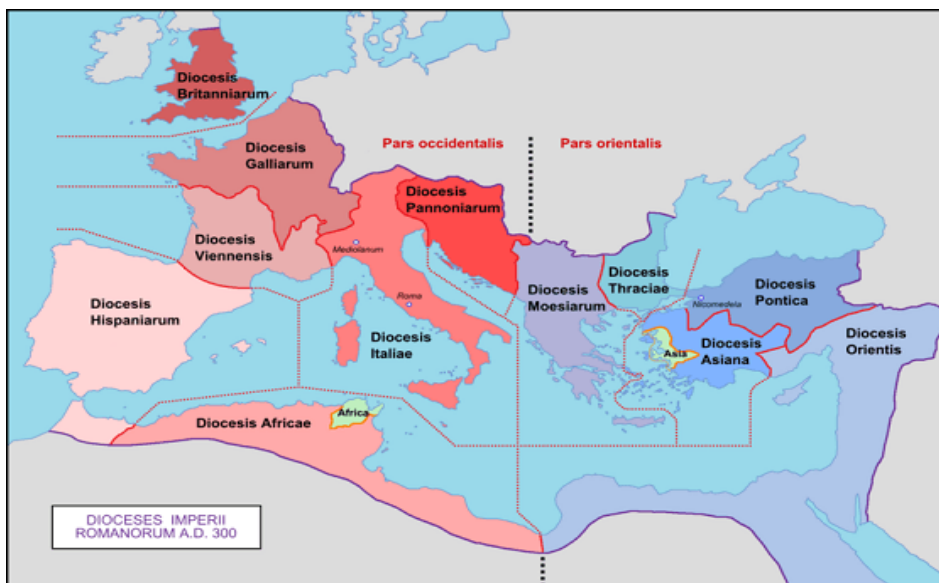 Diocesis
Britanniarum
Diocesis
Galliarum
Pars occidentalis
Pars orientalis
Diocesis
Pannoniarum
Diocesis
Viennensis
Mediolanum
Diocesis
Thraciae
Diocesis
Pontica
Diocesis
Moesiarum
Nicomedela
Diocesis
Hispaniarum
Roma
Diocesis
Italiae
Asia
Diocesis
Asiana
Diocesis
Orientis
Africa
Diocesis Africae
DIOCESES IMPERII
ROMANORUM A.D. 300